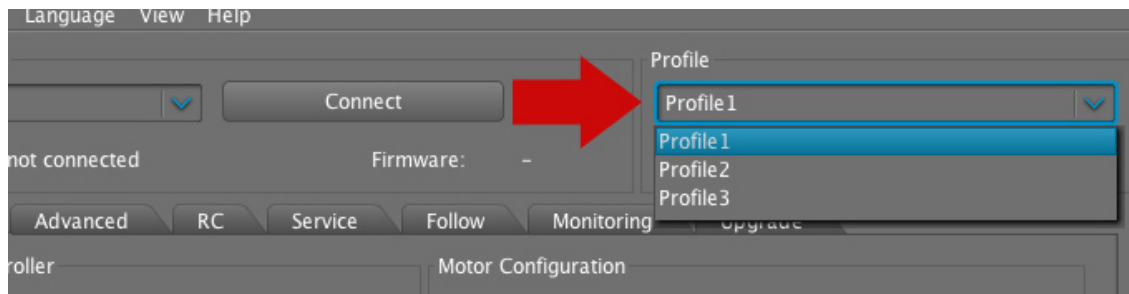 Language View Help
Profile
Connect
Profile1
Profile1
not connected
Firmware: -
Profile2
Profile3
Advanced RC Service Follow Monitoring Upgrade
roller
Motor Configuration